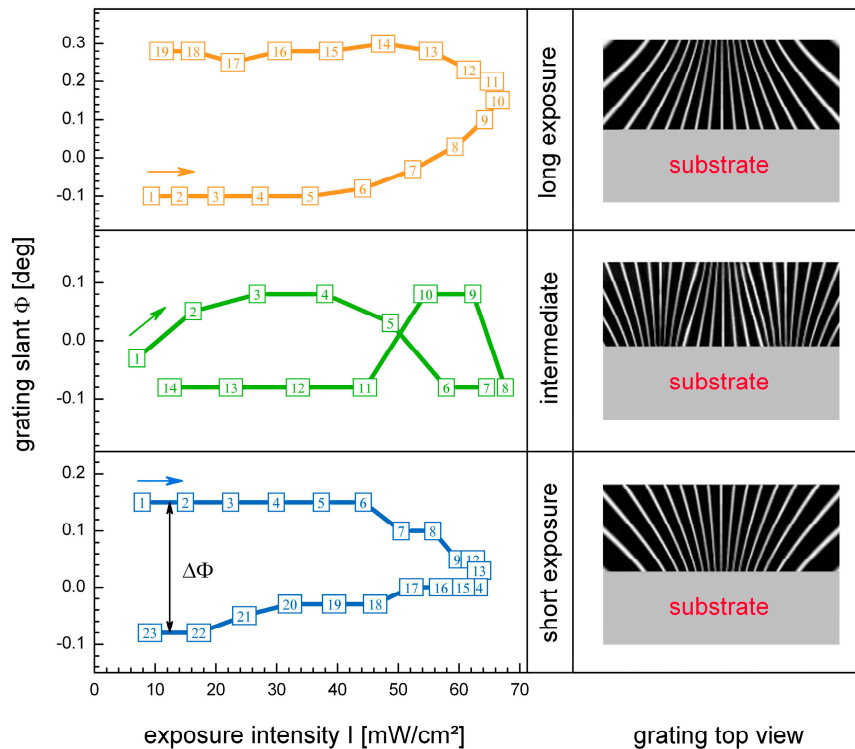 grating slant Φ [deg]
0.3
0.2
0.1
0.0
-0.1
19 18 17 16 15 14 13 12 11 10 9 8 7 6 5 4 3 2 1
long exposure
substrate
0.1
0.0
-0.1
1 2 3 4 5 6 7 8 9 10 11 12 13 14
intermediate
substrate
0.2
0.1
0.0
-0.1
1 2 3 4 5 6 7 8 9 13 4 15 16 17 18 19 20 21 22 23
ΔΦ
short exposure
substrate
0 10 20 30 40 50 60 70
exposure intensity I [mW/cm²]
grating top view